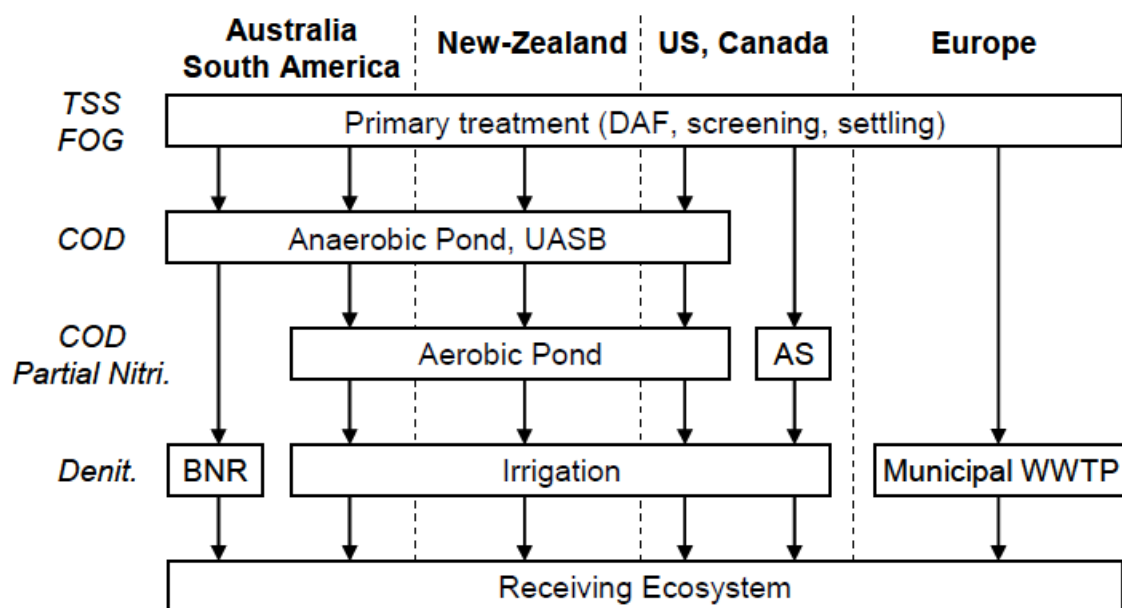 Australia
South America
New-Zealand
US, Canada
Europe
TSS
FOG
Primary treatment (DAF, screening, settling)
COD
Anaerobic Pond, UASB
COD
Partial Nitri.
Aerobic Pond
AS
Denit.
BNR
Irrigation
Municipal WWTP
Receiving Ecosystem